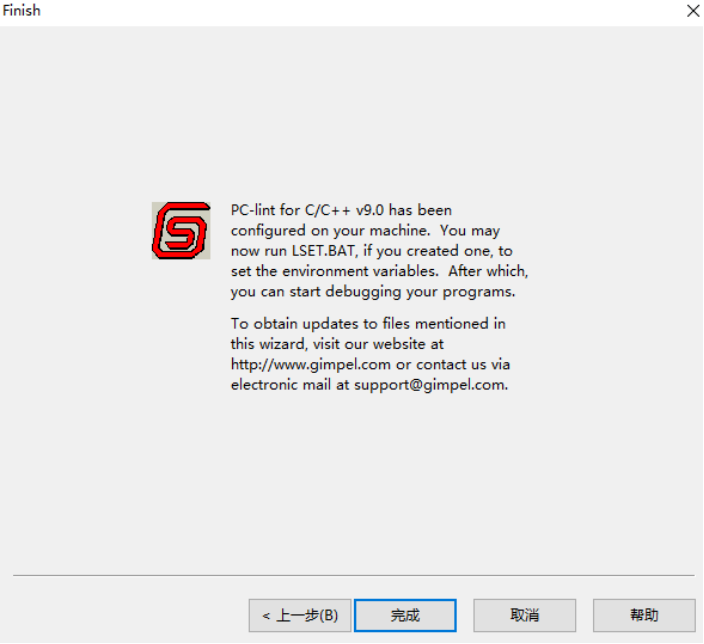 Finish
PC-lint for C/C++ v9.0 has been
configured on your machine.  You may
now run LSET.BAT, if you created one, to
set the environment variables.  After which,
you can start debugging your programs.
To obtain updates to files mentioned in
this wizard, visit our website at
http://www.gimpel.com or contact us via
electronic mail at support@gimpel.com.
< 上一步(B)
完成
取消
帮助